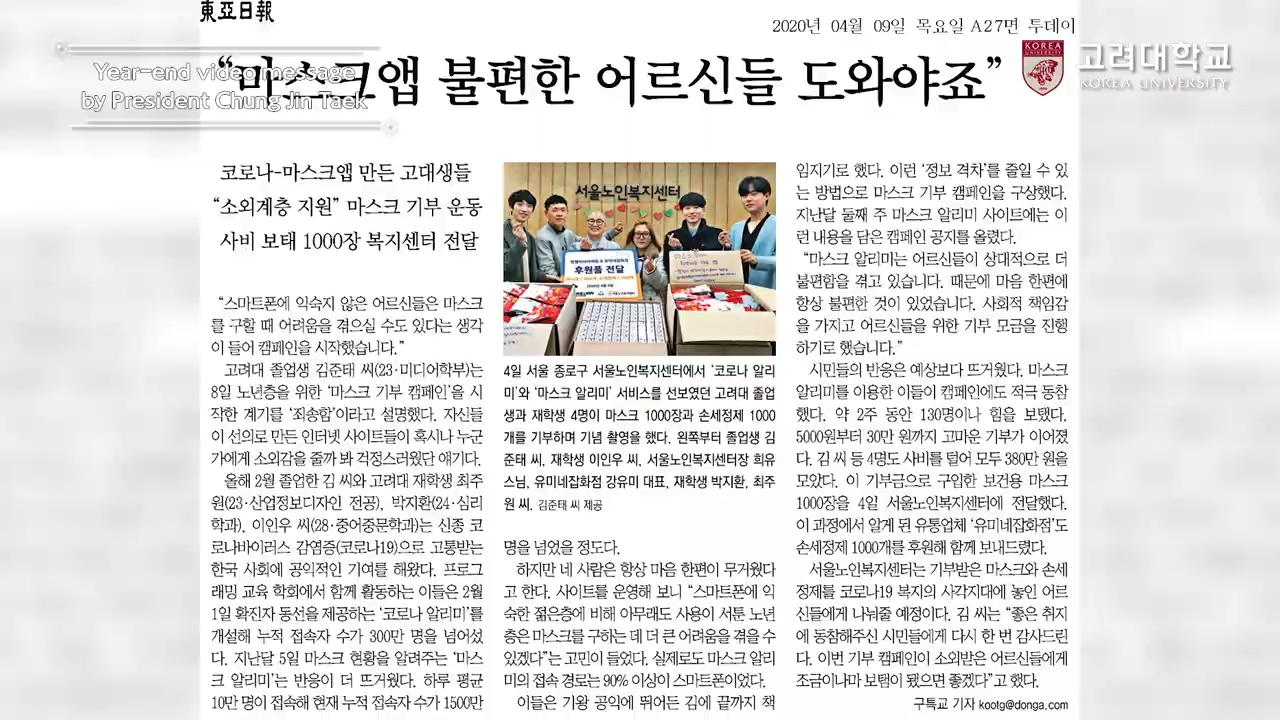 東亞日報
2020년 04월 09일 목요일 A27면 투데이
Year-end video message
by President Chung Jin Taek
“마스크앱 불편한 어르신들 도와야죠”
KOREA
UNIVERSITY
고려대학교
KOREA UNIVERSITY
코로나-마스크앱 만든 고대생들
“소외계층 지원” 마스크 기부 운동
사비 보태 1000장 복지센터 전달
“스마트폰에 익숙지 않은 어르신들은 마스크
를 구할 때 어려움을 겪으실 수도 있다는 생각
이 들어 캠페인을 시작했습니다.”
고려대 졸업생 김준태 씨(23·미디어학부)는
8일 노년층을 위한 ‘마스크 기부 캠페인’을 시
작한 계기를 ‘죄송함’이라고 설명했다. 자신들
이 선의로 만든 인터넷 사이트들이 혹시나 누군
가에게 소외감을 줄까 봐 걱정스러웠단 얘기다.
올해 2월 졸업한 김 씨와 고려대 재학생 최주
원(23·산업정보디자인 전공), 박지환(24·심리
학과), 이인우 씨(28·중어중문학과)는 신종 코
로나바이러스 감염증(코로나19)으로 고통받는
한국 사회에 공익적인 기여를 해왔다. 프로그
래밍 교육 학회에서 함께 활동하는 이들은 2월
1일 확진자 동선을 제공하는 ‘코로나 알리미’를
개설해 누적 접속자 수가 300만 명을 넘어섰
다. 지난달 5일 마스크 현황을 알려주는 ‘마스
크 알리미’는 반응이 더 뜨거웠다. 하루 평균
10만 명이 접속해 현재 누적 접속자 수가 1500만
서울노인복지센터
후원품 전달
4일 서울 종로구 서울노인복지센터에서 ‘코로나 알리
미’와 ‘마스크 알리미’ 서비스를 선보였던 고려대 졸업
생과 재학생 4명이 마스크 1000장과 손세정제 1000
개를 기부하며 기념 촬영을 했다. 왼쪽부터 졸업생 김
준태 씨, 재학생 이인우 씨, 서울노인복지센터장 희유
스님, 유미네잡화점 강유미 대표, 재학생 박지환, 최주
원 씨. 김준태 씨 제공
명을 넘었을 정도다.
하지만 네 사람은 항상 마음 한편이 무거웠다
고 한다. 사이트를 운영해 보니 “스마트폰에 익
숙한 젊은층에 비해 아무래도 사용이 서툰 노년
층은 마스크를 구하는 데 더 큰 어려움을 겪을 수
있겠다”는 고민이 들었다. 실제로도 마스크 알리
미의 접속 경로는 90% 이상이 스마트폰이었다.
이들은 기왕 공익에 뛰어든 김에 끝까지 책
임지기로 했다. 이런 ‘정보 격차’를 줄일 수 있
는 방법으로 마스크 기부 캠페인을 구상했다.
지난달 둘째 주 마스크 알리미 사이트에는 이
런 내용을 담은 캠페인 공지를 올렸다.
“마스크 알리미는 어르신들이 상대적으로 더
불편함을 겪고 있습니다. 때문에 마음 한편에
항상 불편한 것이 있었습니다. 사회적 책임감
을 가지고 어르신들을 위한 기부 모금을 진행
하기로 했습니다.”
시민들의 반응은 예상보다 뜨거웠다. 마스크
알리미를 이용한 이들이 캠페인에도 적극 동참
했다. 약 2주 동안 130명이나 힘을 보탰다.
5000원부터 30만 원까지 고마운 기부가 이어졌
다. 김 씨 등 4명도 사비를 털어 모두 380만 원을
모았다. 이 기부금으로 구입한 보건용 마스크
1000장을 4일 서울노인복지센터에 전달했다.
이 과정에서 알게 된 유통업체 ‘유미네잡화점’도
손세정제 1000개를 후원해 함께 보내드렸다.
서울노인복지센터는 기부받은 마스크와 손세
정제를 코로나19 복지의 사각지대에 놓인 어르
신들에게 나눠줄 예정이다. 김 씨는 “좋은 취지
에 동참해주신 시민들에게 다시 한 번 감사드린
다. 이번 기부 캠페인이 소외받은 어르신들에게
조금이나마 보탬이 됐으면 좋겠다”고 했다.
구특교 기자 kootg@donga.com